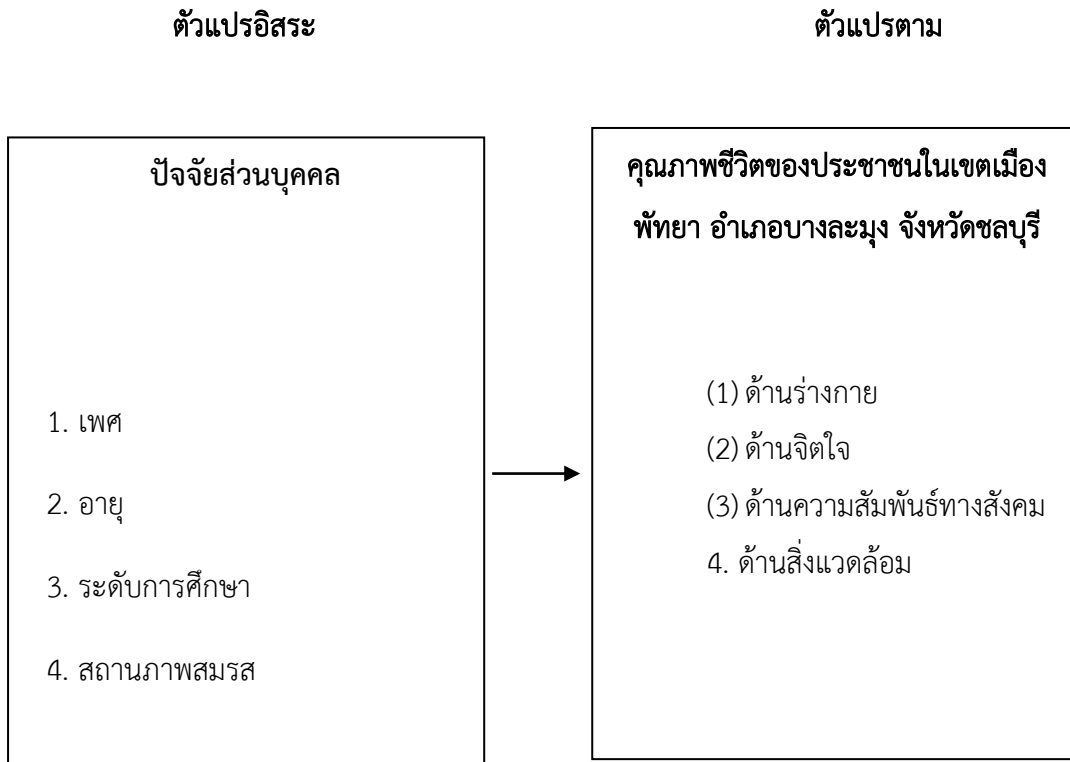 ตัวแปรอิสระ
ตัวแปรตาม
ปัจจัยส่วนบุคคล
1. เพศ
2. อายุ
3. ระดับการศึกษา
4. สถานภาพสมรส
คุณภาพชีวิตของประชาชนในเขตเมือง
พัทยา อำเภอบางละมุง จังหวัดชลบุรี
(1) ด้านร่างกาย
(2) ด้านจิตใจ
(3) ด้านความสัมพันธ์ทางสังคม
4. ด้านสิ่งแวดล้อม